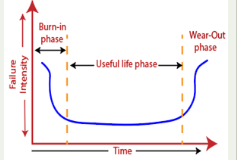 Burn-in
phase
Wear-Out
phase
Useful life phase
Failure
Intensity
Time